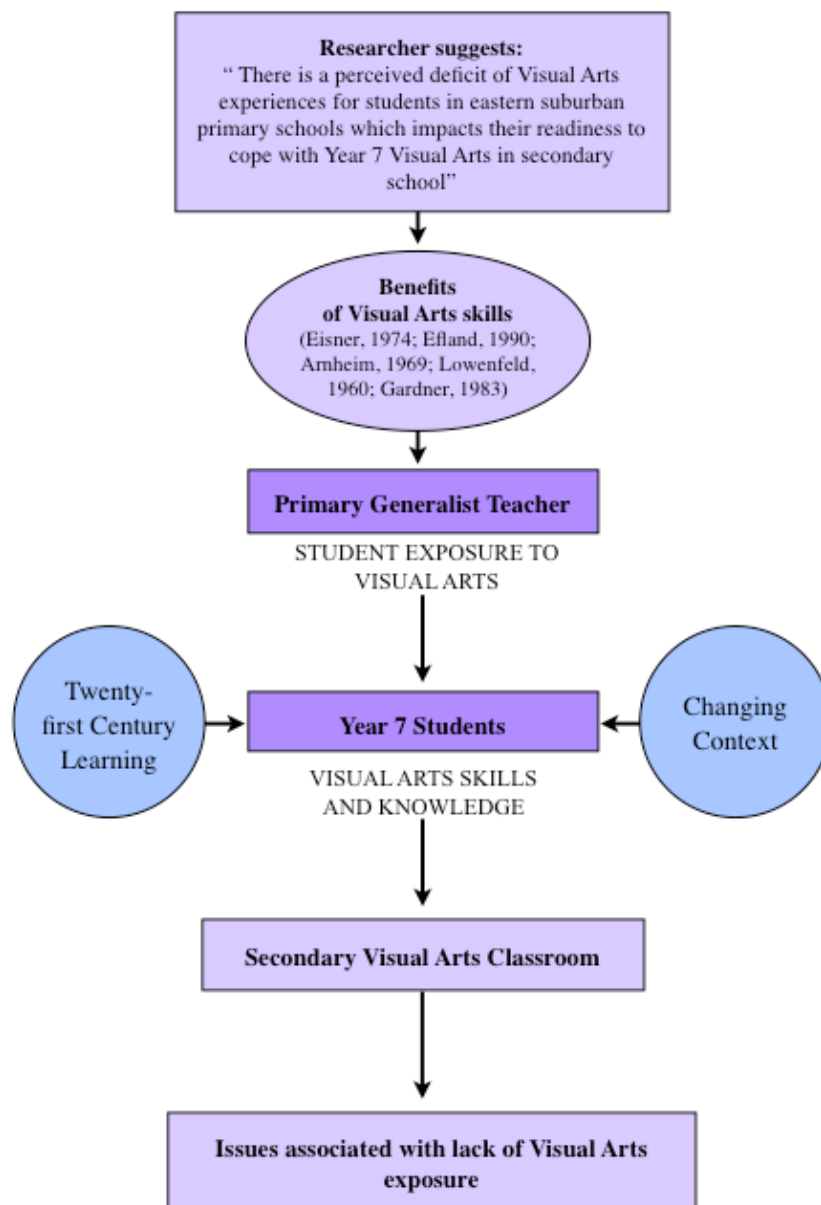 Researcher suggests:
“ There is a perceived deficit of Visual Arts
experiences for students in eastern suburban
primary schools which impacts their readiness to
cope with Year 7 Visual Arts in secondary
school”
Benefits
of Visual Arts skills
(Eisner, 1974; Efland, 1990;
Arnheim, 1969; Lowenfeld,
1960; Gardner, 1983)
Primary Generalist Teacher
STUDENT EXPOSURE TO
VISUAL ARTS
Twenty-
first Century
Learning
Year 7 Students
Changing
Context
VISUAL ARTS SKILLS
AND KNOWLEDGE
Secondary Visual Arts Classroom
Issues associated with lack of Visual Arts
exposure